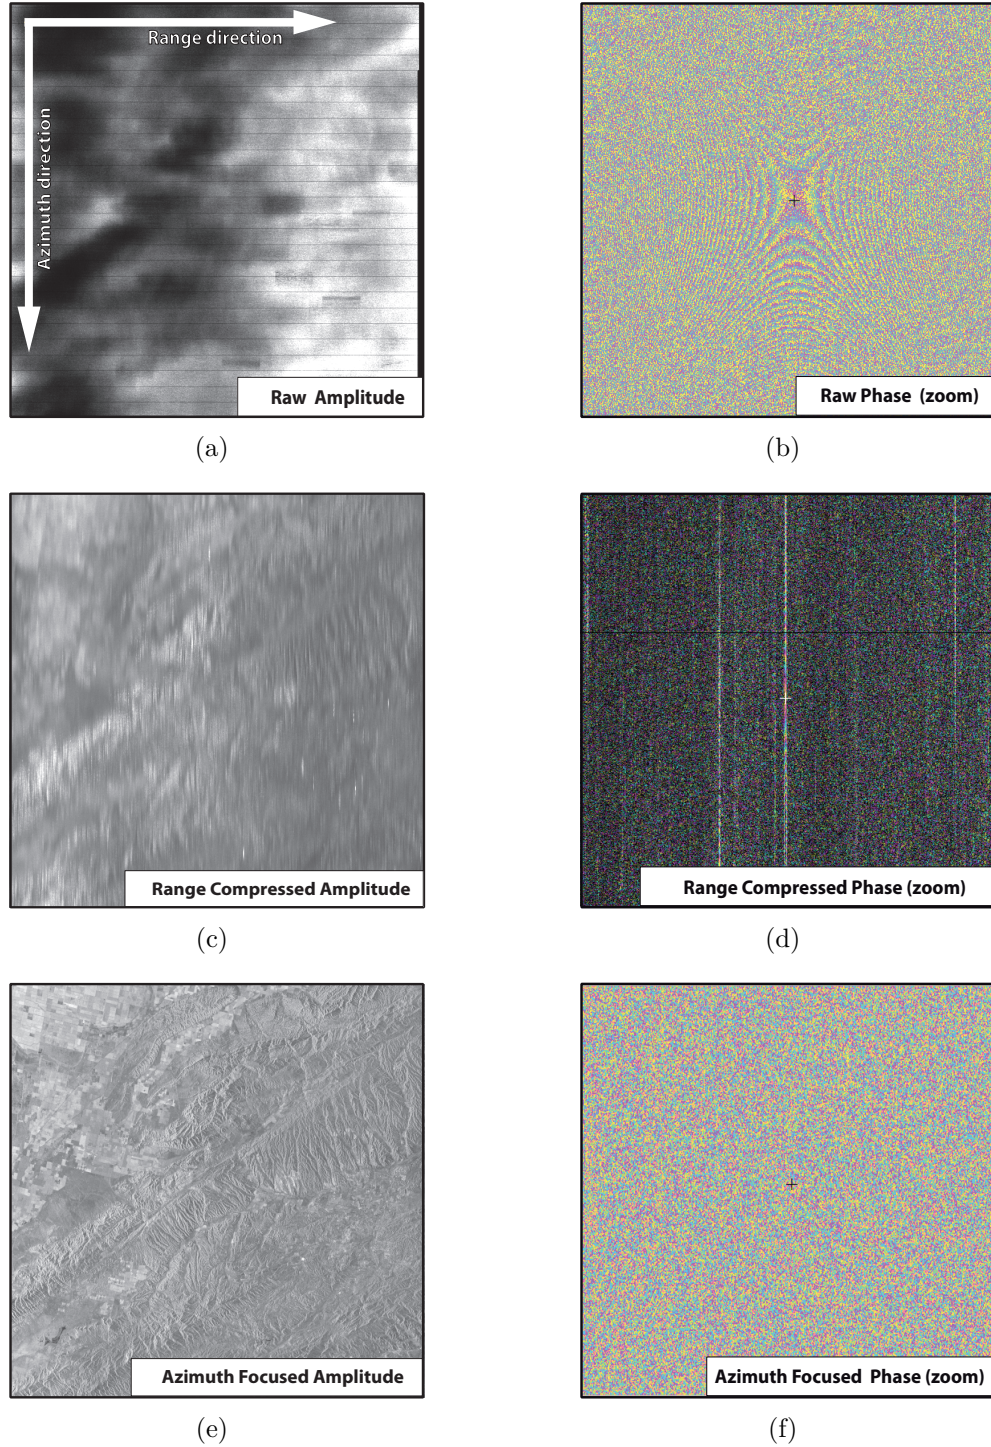 Range direction
Azimuth direction
Raw Amplitude
Raw Phase (zoom)
(a)
(b)
Range Compressed Amplitude
Range Compressed Phase (zoom)
(c)
(d)
Azimuth Focused Amplitude
Azimuth Focused Phase (zoom)
(e)
(f)